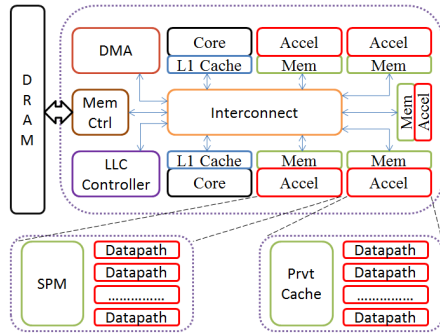 DRAM
DMA
Core
L1 Cache
Accel
Mem
Accel
Mem
Mem
Ctrl
Interconnect
Mem
Accel
LLC
Controller
L1 Cache
Core
Mem
Accel
Mem
Accel
SPM
Datapath
Datapath
...............
Datapath
Prvt
Cache
Datapath
Datapath
...............
Datapath